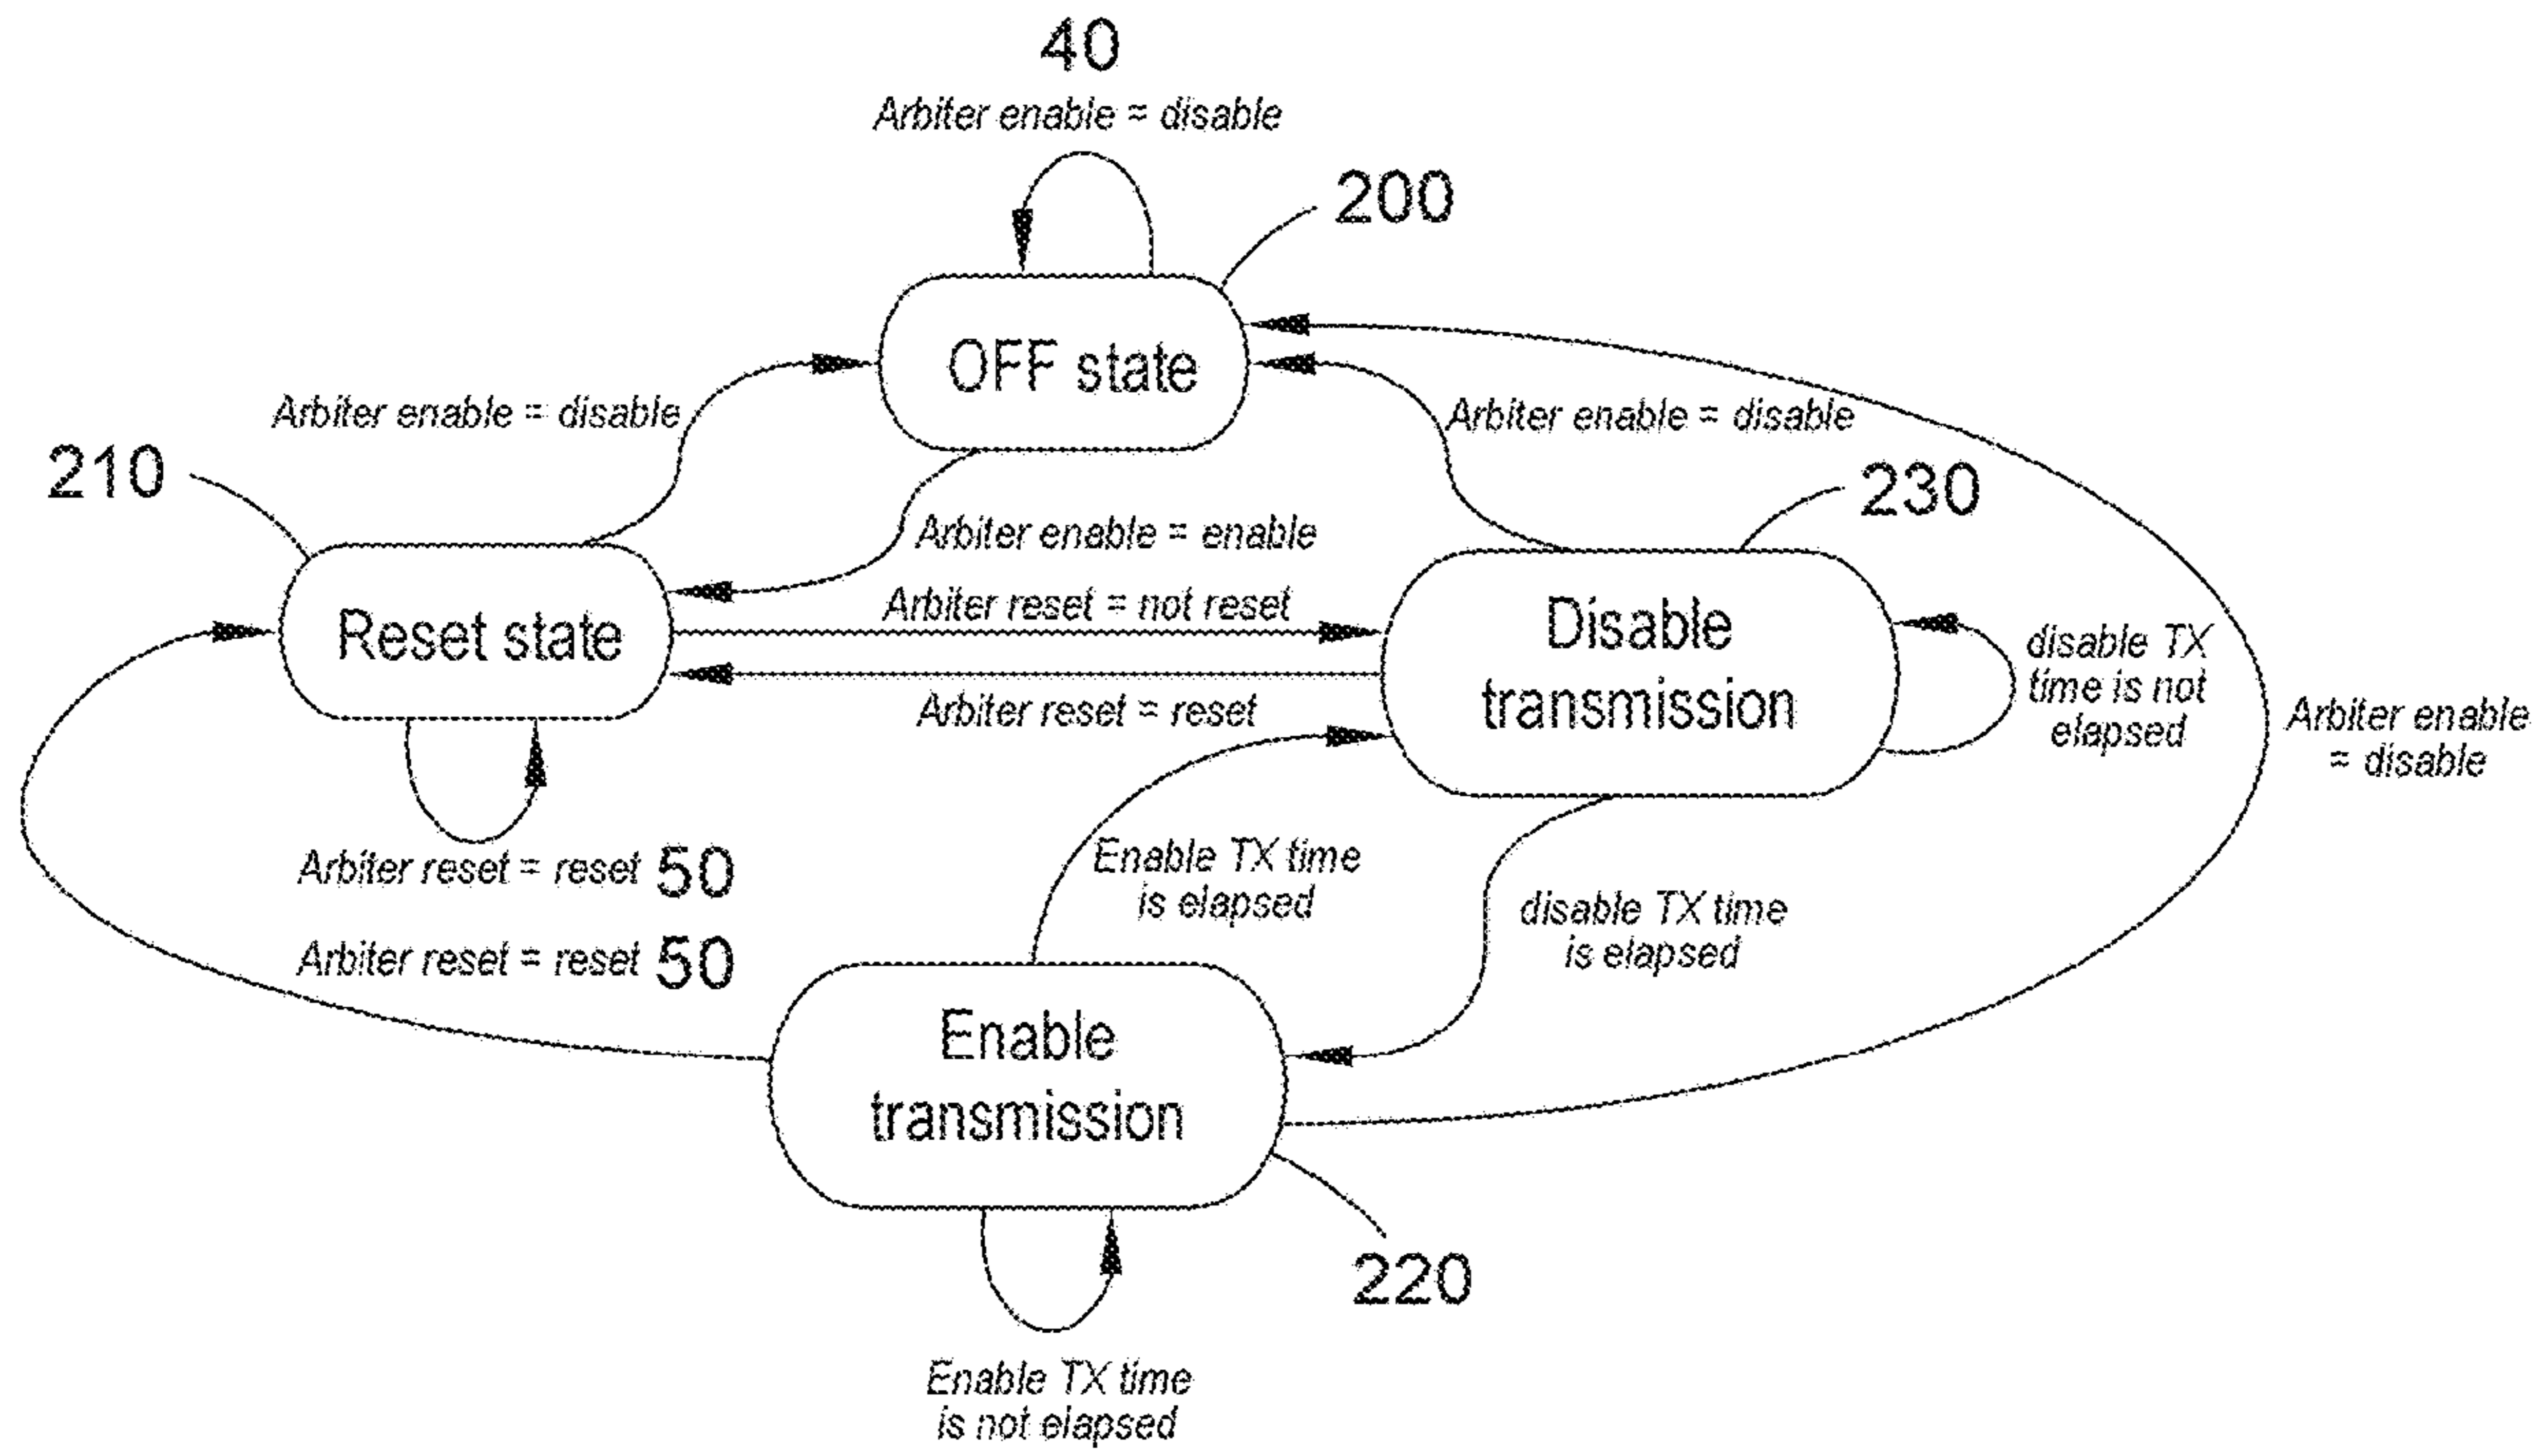 40
Arbiter enable = disable
200
OFF state
Arbiter enable = disable
Arbiter enable = disable
210
230
Arbiter enable = enable
Arbiter reset = not reset
Reset state
Disable
transmission
disable TX
time is not
elapsed
Arbiter reset = reset
Arbiter enable
= disable
Arbiter reset = reset 50
Enable TX time
is elapsed
disable TX time
is elapsed
Arbiter reset = reset 50
Enable
transmission
220
Enable TX time
is not elapsed